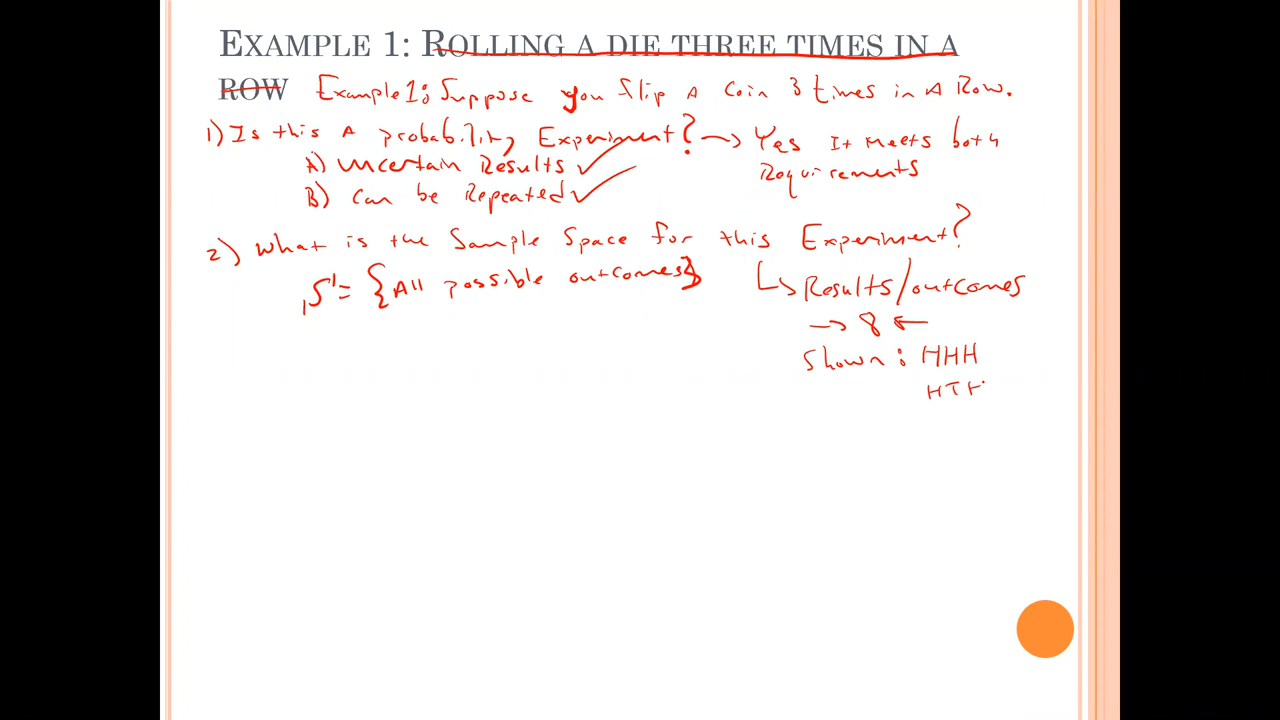 EXAMPLE 1: ROLLING A DIE THREE TIMES IN A
ROW Example 1: Suppose you flip A coin 3 times in A Row.
1) Is this A probability Experiment? → Yes It Meets both
A) Uncertain Results ✓ Requirements
B) Can be Repeated ✓
2) What is the Sample Space for this Experiment?
S = {All possible outcomes} ↳ Results/outcomes
→ 8 ←
Shown: HHH
HTH